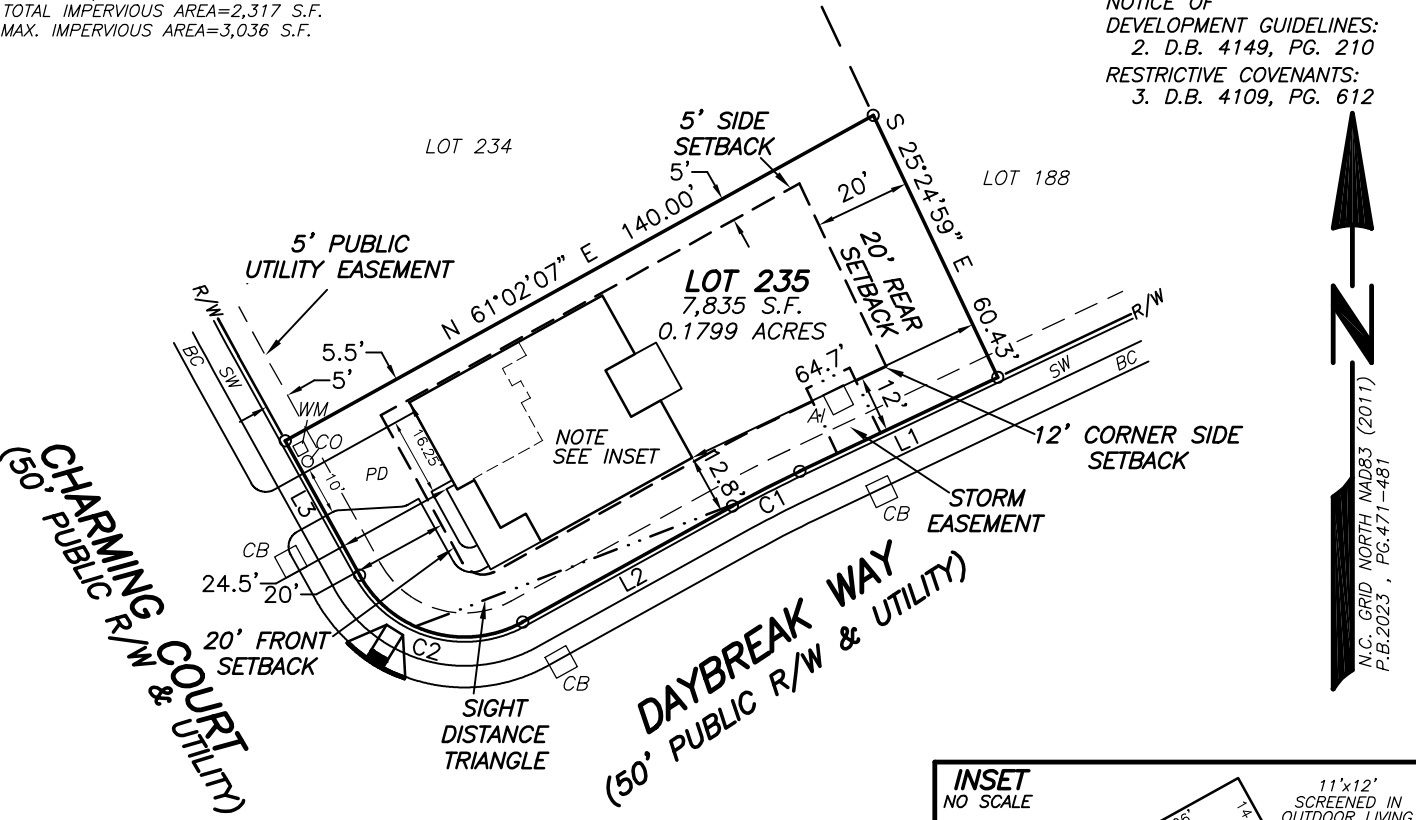 TOTAL IMPERVIOUS AREA=2,317 S.F.
MAX. IMPERVIOUS AREA=3,036 S.F.
NOTICE OF
DEVELOPMENT GUIDELINES:
2. D.B. 4149, PG. 210
RESTRICTIVE COVENANTS:
3. D.B. 4109, PG. 612
LOT 234
5' SIDE
SETBACK
5'
N 61°02'07" E 140.00'
S 25°24'59" E 60.43'
LOT 188
20'
20' REAR
SETBACK
5' PUBLIC
UTILITY EASEMENT
LOT 235
7,835 S.F.
0.1799 ACRES
R/W
R/W
BC
SW
5.5'
5'
64.7'
SW
BC
WM
CO
10'
PD
16.25'
NOTE
SEE INSET
A/
12'
L1
12' CORNER SIDE
SETBACK
L3
12.8'
C1
STORM
EASEMENT
CB
CB
24.5'
20'
L2
20' FRONT
SETBACK
C2
CB
SIGHT
DISTANCE
TRIANGLE
CHARMING COURT
(50' PUBLIC R/W & UTILITY)
DAYBREAK WAY
(50' PUBLIC R/W & UTILITY)
N
N.C. GRID NORTH NAD83 (2011)
P.B.2023 , PG.471-481
INSET
NO SCALE
11'x12'
SCREENED IN
OUTDOOR LIVING